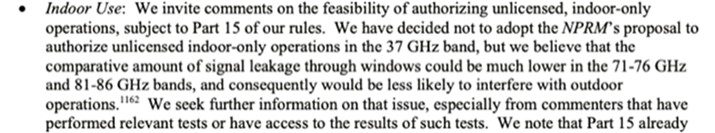 • Indoor Use: We invite comments on the feasibility of authorizing unlicensed, indoor-only
operations, subject to Part 15 of our rules. We have decided not to adopt the NPRM's proposal to
authorize unlicensed indoor-only operations in the 37 GHz band, but we believe that the
comparative amount of signal leakage through windows could be much lower in the 71-76 GHz
and 81-86 GHz bands, and consequently would be less likely to interfere with outdoor
operations.1162 We seek further information on that issue, especially from commenters that have
performed relevant tests or have access to the results of such tests. We note that Part 15 already